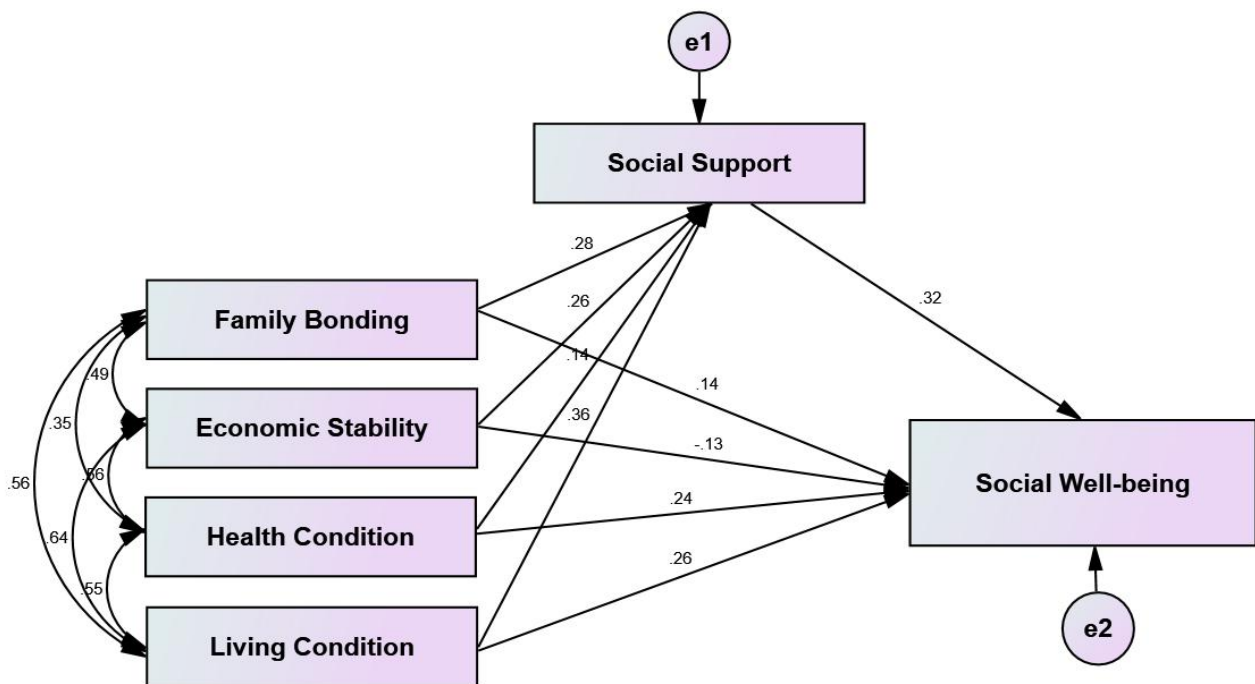 e1
Social Support
.28
Family Bonding
.26
.32
.14
.49
.14
.36
Economic Stability
.35
-.13
.56
.56
Social Well-being
.24
Health Condition
.64
.26
.55
Living Condition
e2